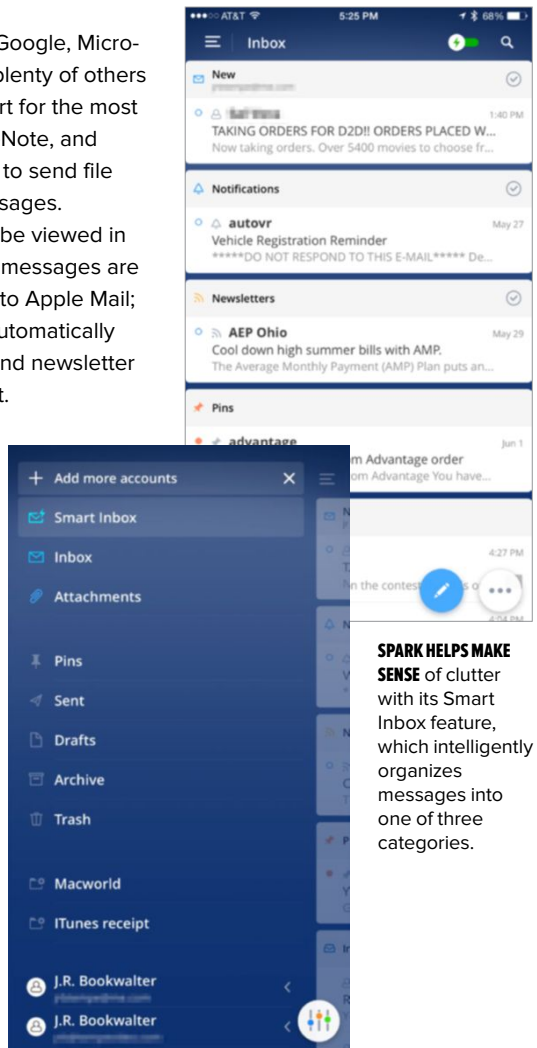 Google, Micro-
plenty of others
rt for the most
Note, and
to send file
sages.
be viewed in
messages are
to Apple Mail;
utomatically
nd newsletter
t.
AT&T 5:25 PM 68%
Inbox
New
1:40 PM
TAKING ORDERS FOR D2D!! ORDERS PLACED W...
Now taking orders. Over 5400 movies to choose fr...
Notifications
autovr May 27
Vehicle Registration Reminder
*****DO NOT RESPOND TO THIS E-MAIL***** De...
Newsletters
AEP Ohio May 29
Cool down high summer bills with AMP.
The Average Monthly Payment (AMP) Plan puts an...
Pins
advantage Jun 1
m Advantage order
om Advantage You have...
4:27 PM
n the contest s o
4:04 PM
+ Add more accounts ×
Smart Inbox
Inbox
Attachments
Pins
Sent
Drafts
Archive
Trash
Macworld
ITunes receipt
J.R. Bookwalter
J.R. Bookwalter
SPARK HELPS MAKE
SENSE of clutter
with its Smart
Inbox feature,
which intelligently
organizes
messages into
one of three
categories.